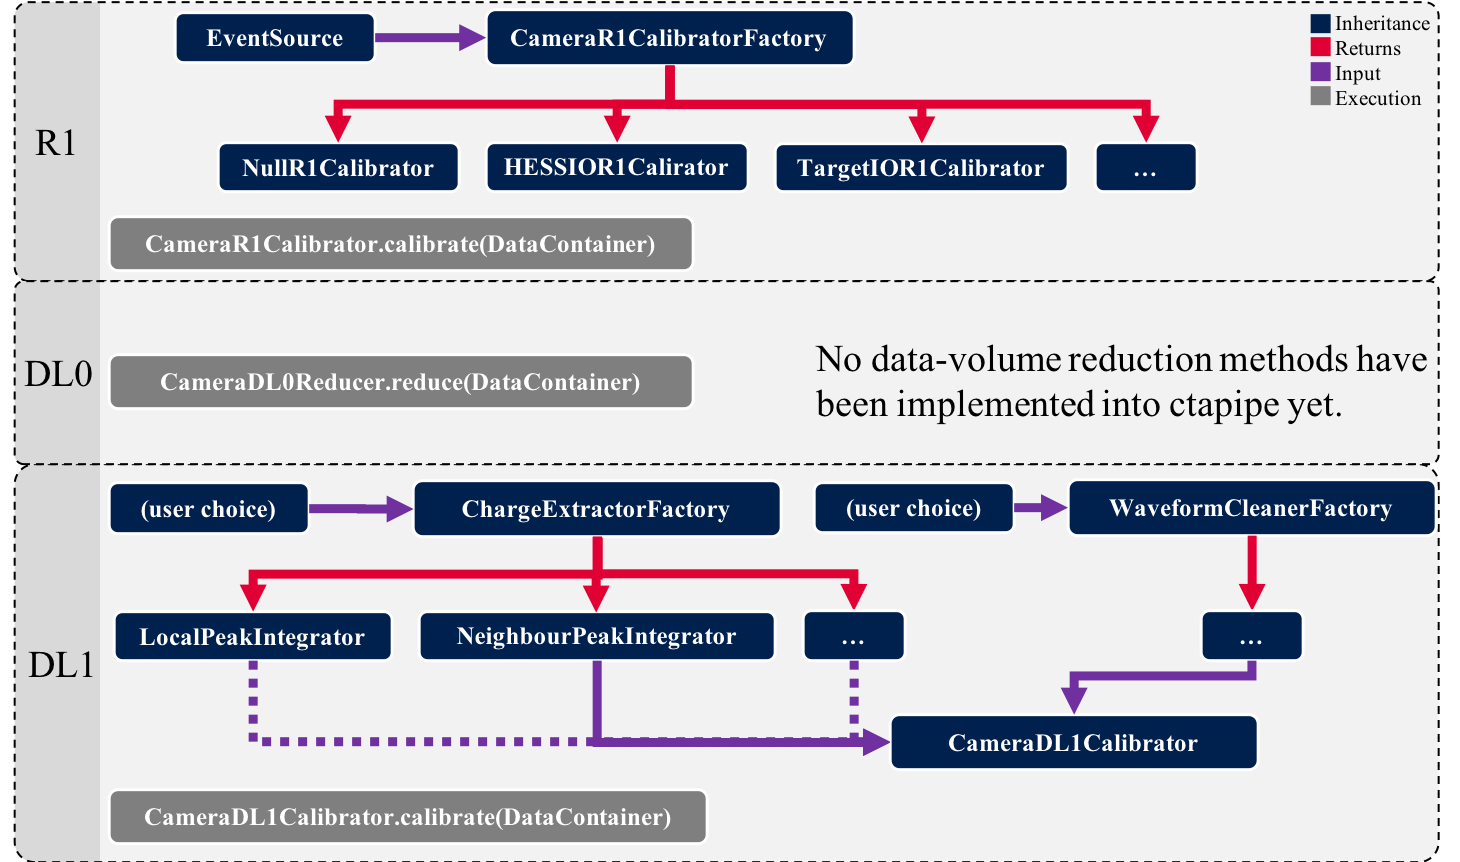 EventSource
CameraR1CalibratorFactory
Inheritance
Returns
Input
Execution
R1
NullR1Calibrator
HESSIOR1Calirator
TargetIOR1Calibrator
...
CameraR1Calibrator.calibrate(DataContainer)
DL0
CameraDL0Reducer.reduce(DataContainer)
No data-volume reduction methods have
been implemented into ctapipe yet.
(user choice)
ChargeExtractorFactory
(user choice)
WaveformCleanerFactory
DL1
LocalPeakIntegrator
NeighbourPeakIntegrator
...
...
CameraDL1Calibrator
CameraDL1Calibrator.calibrate(DataContainer)